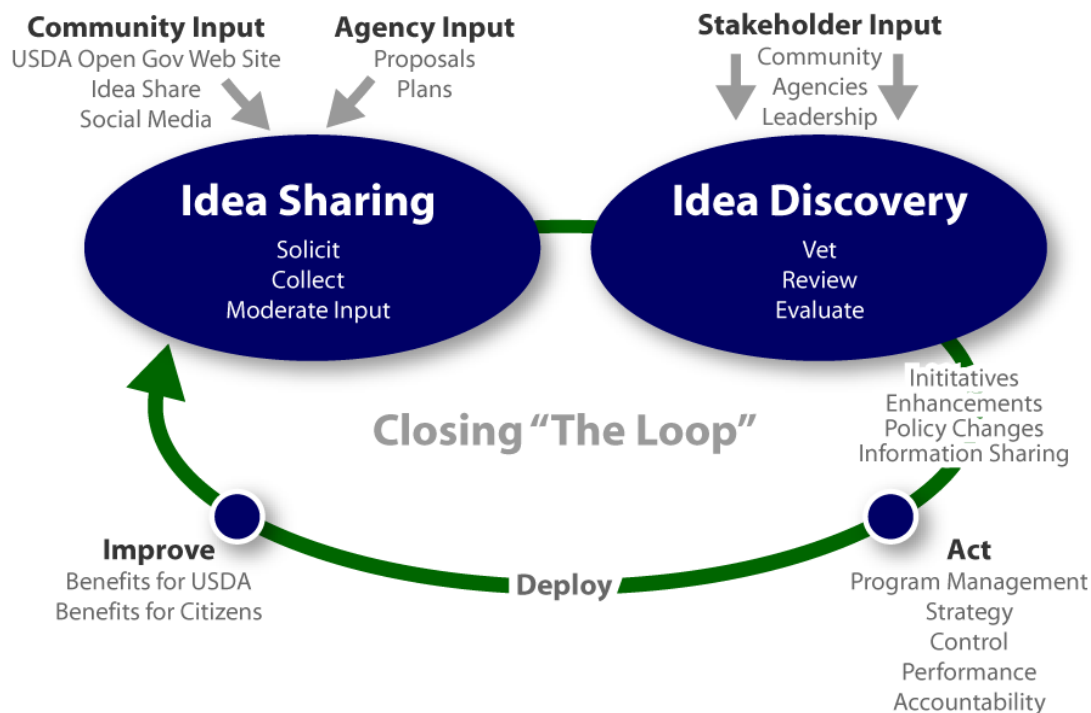 Community Input
USDA Open Gov Web Site
Idea Share
Social Media
Agency Input
Proposals
Plans
Stakeholder Input
Community
Agencies
Leadership
Idea Sharing
Solicit
Collect
Moderate Input
Idea Discovery
Vet
Review
Evaluate
Inititatives
Enhancements
Policy Changes
Information Sharing
Closing “The Loop”
Improve
Benefits for USDA
Benefits for Citizens
Deploy
Act
Program Management
Strategy
Control
Performance
Accountability